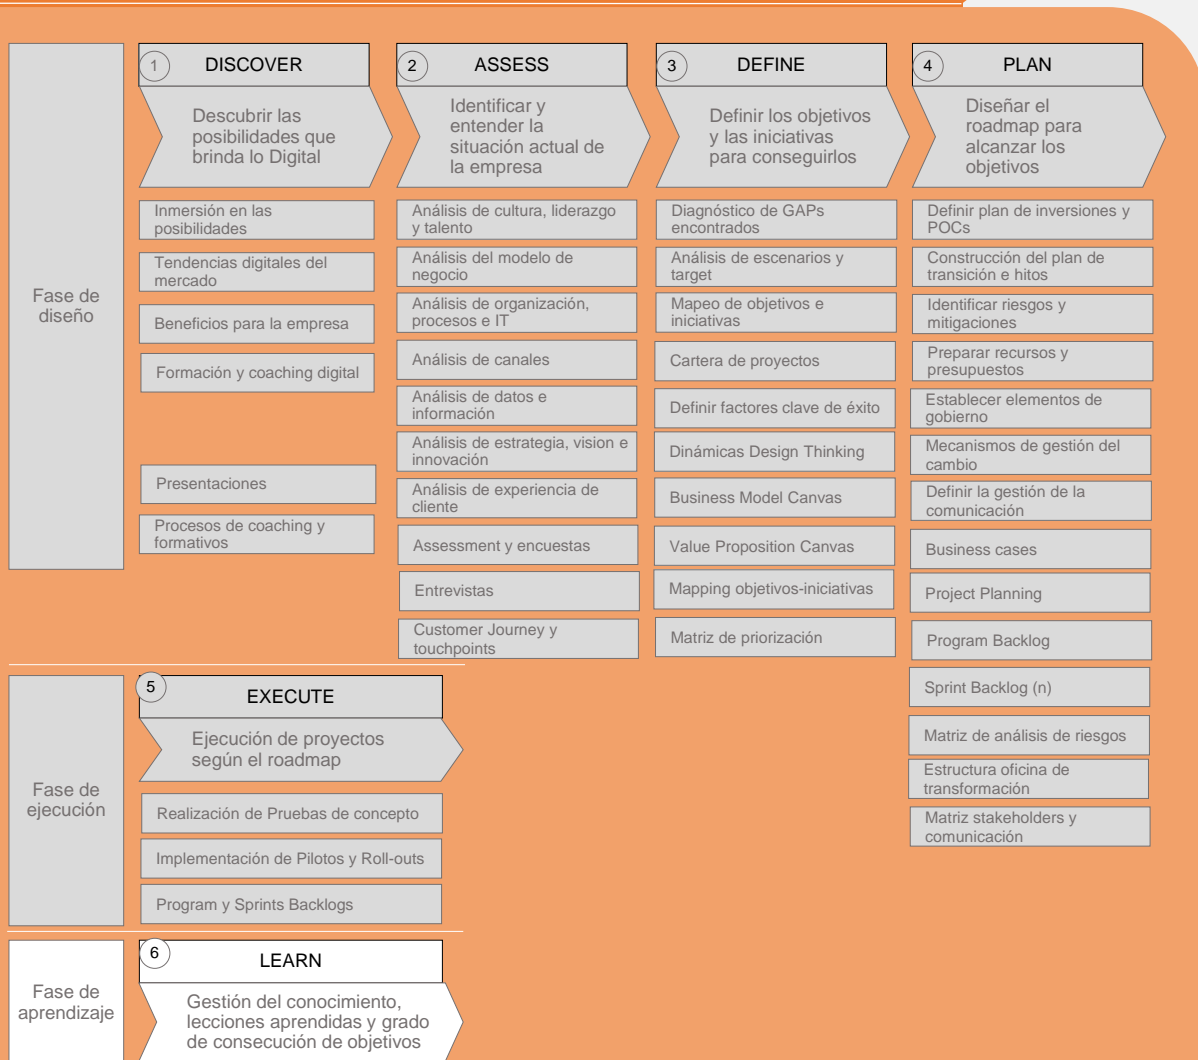 Fase de
diseño
1
DISCOVER
Descubrir las
posibilidades que
brinda lo Digital
Inmersión en las
posibilidades
Tendencias digitales del
mercado
Beneficios para la empresa
Formación y coaching digital
Presentaciones
Procesos de coaching y
formativos
2
ASSESS
Identificar y
entender la
situación actual de
la empresa
Análisis de cultura, liderazgo
y talento
Análisis del modelo de
negocio
Análisis de organización,
procesos e IT
Análisis de canales
Análisis de datos e
información
Análisis de estrategia, vision e
innovación
Análisis de experiencia de
cliente
Assessment y encuestas
Entrevistas
Customer Journey y
touchpoints
3
DEFINE
Definir los objetivos
y las iniciativas
para conseguirlos
Diagnóstico de GAPs
encontrados
Análisis de escenarios y
target
Mapeo de objetivos e
iniciativas
Cartera de proyectos
Definir factores clave de éxito
Dinámicas Design Thinking
Business Model Canvas
Value Proposition Canvas
Mapping objetivos-iniciativas
Matriz de priorización
4
PLAN
Diseñar el
roadmap para
alcanzar los
objetivos
Definir plan de inversiones y
POCs
Construcción del plan de
transición e hitos
Identificar riesgos y
mitigaciones
Preparar recursos y
presupuestos
Establecer elementos de
gobierno
Mecanismos de gestión del
cambio
Definir la gestión de la
comunicación
Business cases
Project Planning
Program Backlog
Sprint Backlog (n)
Matriz de análisis de riesgos
Estructura oficina de
transformación
Matriz stakeholders y
comunicación
Fase de
ejecución
5
EXECUTE
Ejecución de proyectos
según el roadmap
Realización de Pruebas de concepto
Implementación de Pilotos y Roll-outs
Program y Sprints Backlogs
Fase de
aprendizaje
6
LEARN
Gestión del conocimiento,
lecciones aprendidas y grado
de consecución de objetivos